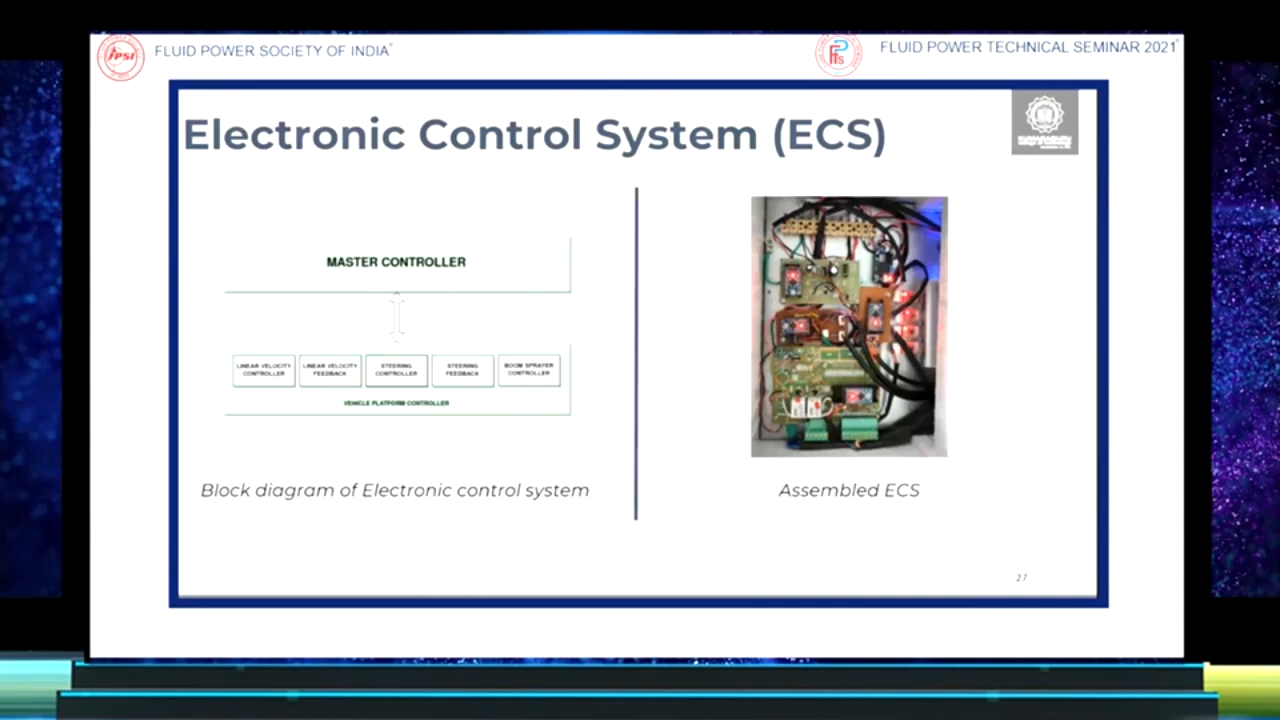 FLUID POWER SOCIETY OF INDIA
FLUID POWER TECHNICAL SEMINAR 2021
FPSI
Electronic Control System (ECS)
MASTER CONTROLLER
LINEAR VELOCITY
CONTROLLER
LINEAR VELOCITY
FEEDBACK
STEERING
CONTROLLER
STEERING
FEEDBACK
BOOM SPRAYER
CONTROLLER
VEHICLE PLATFORM CONTROLLER
Block diagram of Electronic control system
Assembled ECS
27